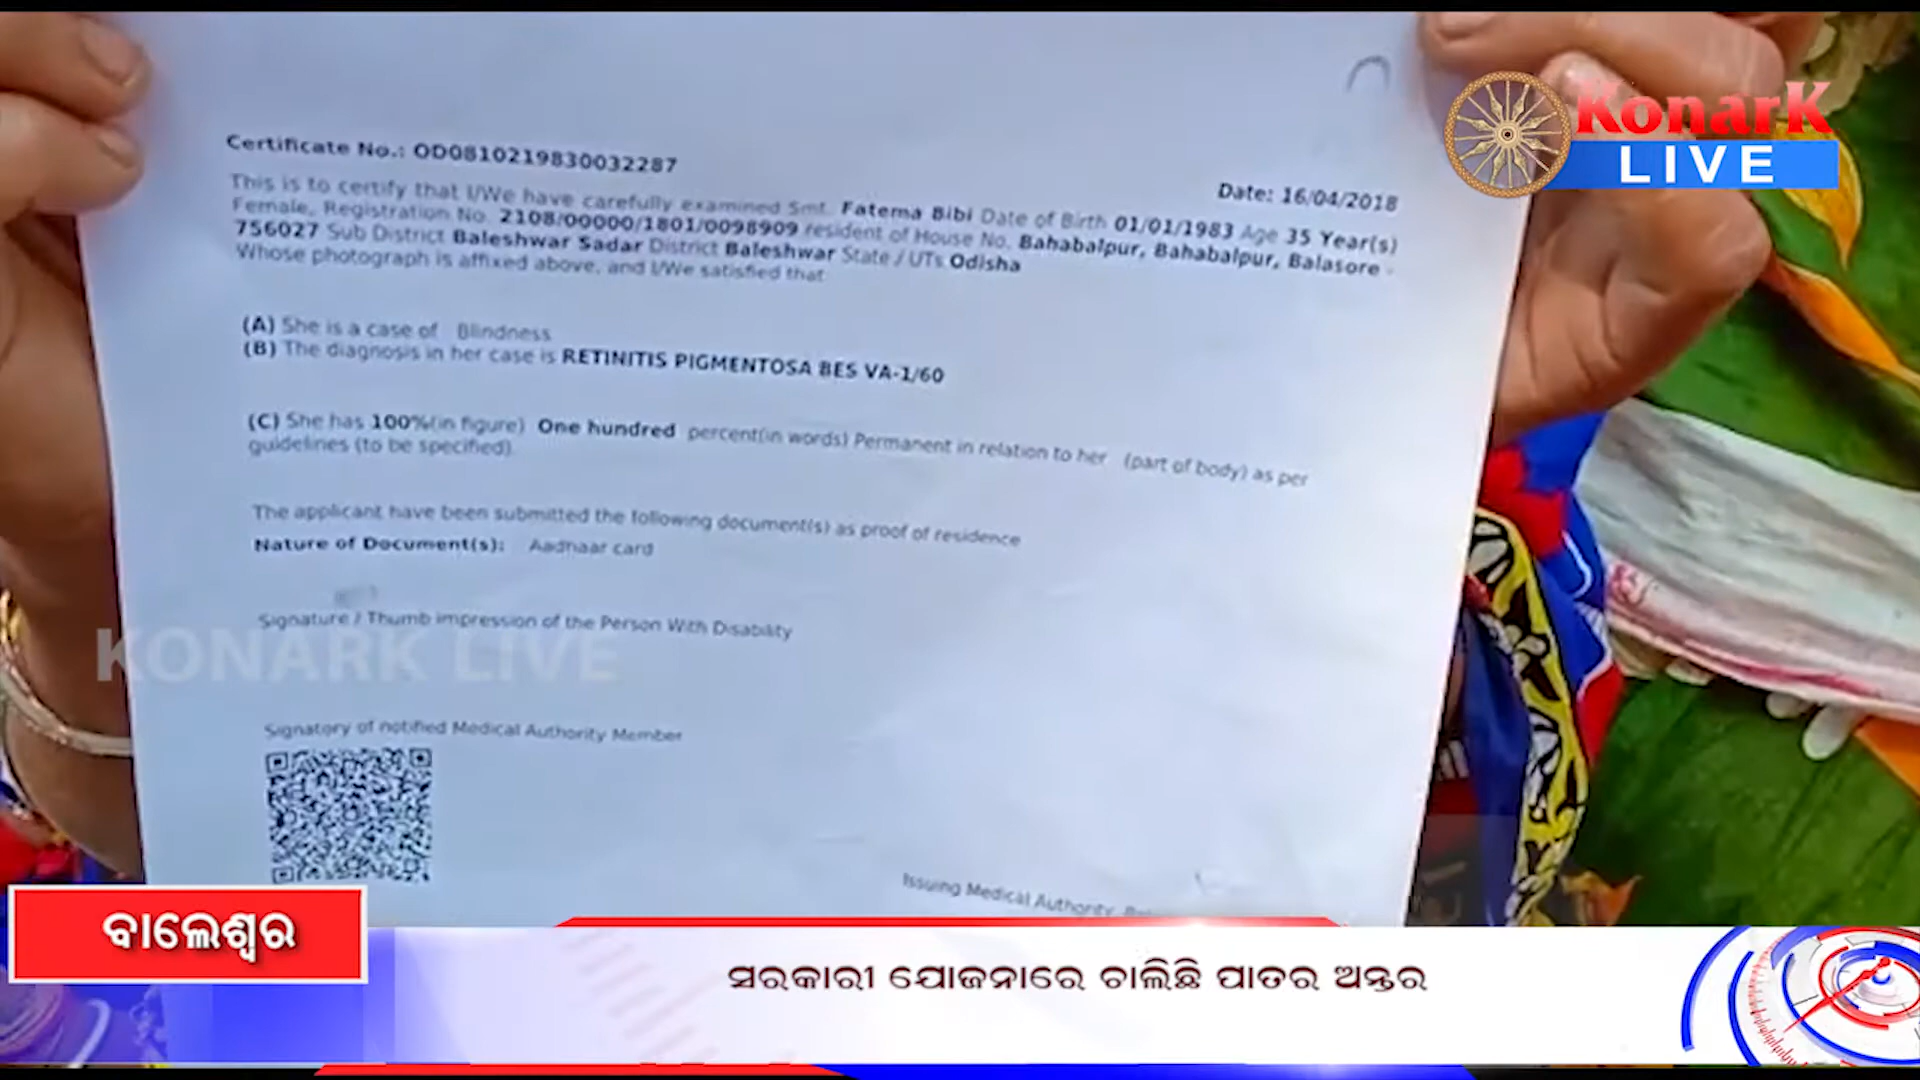 Konark
LIVE
Certificate No.: OD0810219830032287
Date: 16/04/2018
This is to certify that I/We have carefully examined Smt. Fatema Bibi Date of Birth 01/01/1983 Age 35 Year(s)
Female, Registration No. 2108/00000/1801/0098909 resident of House No. Bahabalpur, Bahabalpur, Balasore -
756027 Sub District Baleshwar Sadar District Baleshwar State / UTs Odisha
Whose photograph is affixed above, and I/We satisfied that
(A) She is a case of Blindness
(B) The diagnosis in her case is RETINITIS PIGMENTOSA BES VA-1/60
(C) She has 100%(in figure) One hundred percent(in words) Permanent in relation to her (part of body) as per
guidelines (to be specified).
The applicant have been submitted the following document(s) as proof of residence
Nature of Document(s): Aadhaar card
Signature / Thumb impression of the Person With Disability
KONARK LIVE
Signatory of notified Medical Authority Member
Issuing Medical Authority,
ବାଲେଶ୍ୱର
ସରକାରୀ ଯୋଜନାରେ ଚାଲିଛି ପାତର ଅନ୍ତର